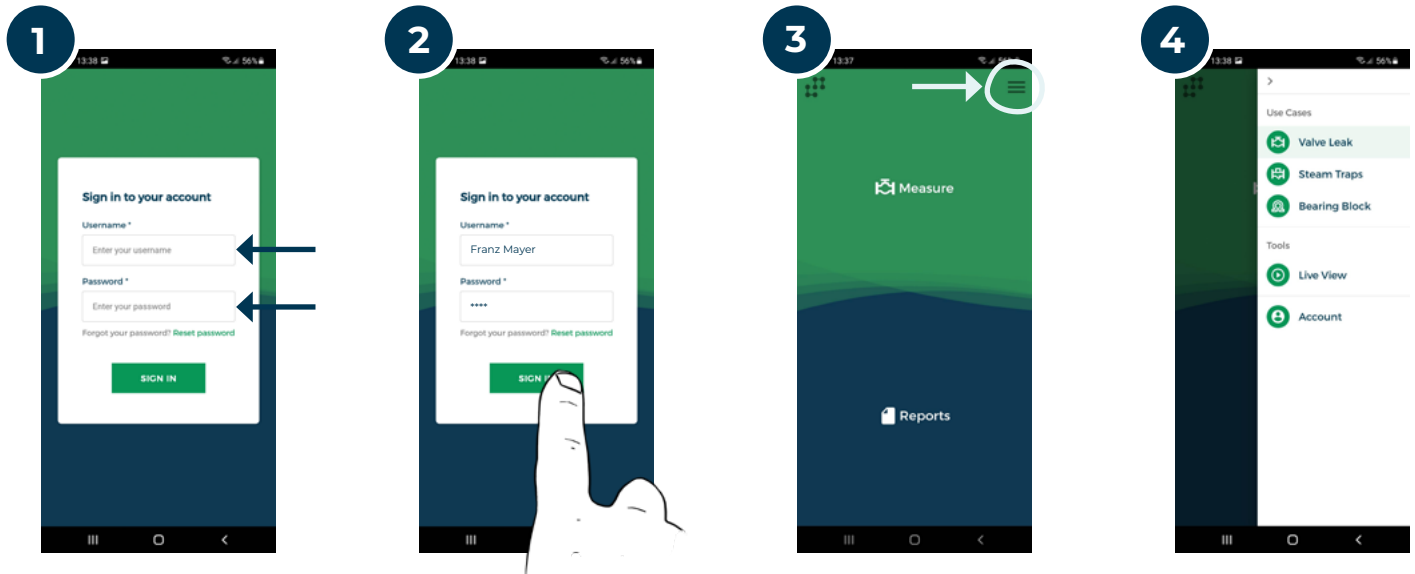 1
13:38
56%
Sign in to your account
Username *
Enter your username
Password *
Enter your password
Forgot your password? Reset password
SIGN IN
2
13:38
56%
Sign in to your account
Username *
Franz Mayer
Password *
****
Forgot your password? Reset password
SIGN
3
13:37
Measure
Reports
4
13:38
56%
Use Cases
Valve Leak
Steam Traps
Bearing Block
Tools
Live View
Account